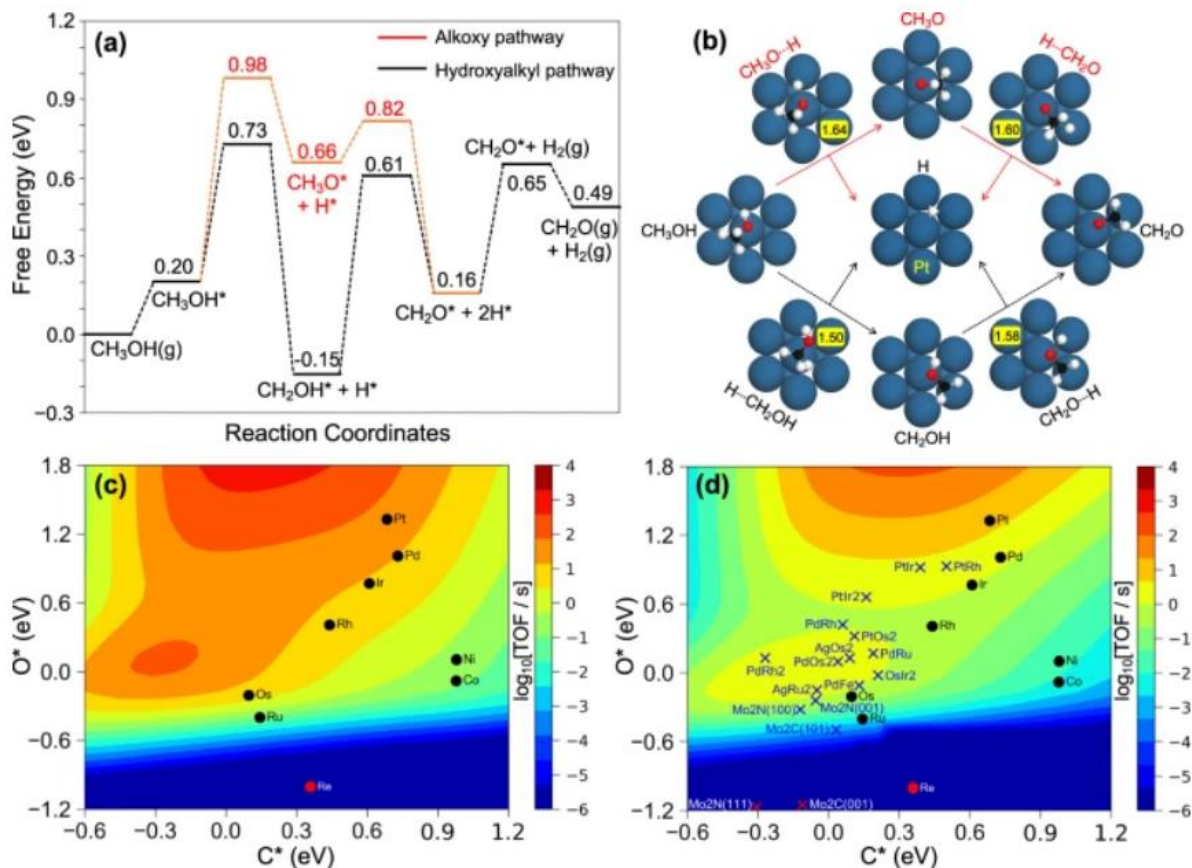 (a)
Alkoxy pathway
Hydroxyalkyl pathway
Free Energy (eV)
1.2
0.9
0.6
0.3
0.0
−0.3
0.98
0.73
0.82
0.66
CH₃O*
+ H*
0.61
CH₂O*+ H₂(g)
0.65
0.49
CH₂O(g)
+ H₂(g)
0.20
CH₃OH*
0.16
CH₂O* + 2H*
CH₃OH(g)
-0.15
CH₂OH* + H*
Reaction Coordinates
(b)
CH₃O
CH₃O··H
H··CH₂O
1.64
1.60
H
CH₃OH
CH₂O
Pt
1.50
1.58
H··CH₂OH
CH₂OH
CH₂O··H
(c)
O* (eV)
1.8
1.2
0.6
0.0
−0.6
−1.2
Pt
Pd
Ir
Rh
Ni
Co
Os
Ru
Re
−0.6
−0.3
0.0
0.3
0.6
0.9
1.2
C* (eV)
4
3
2
1
0
−1
−2
−3
−4
−5
−6
log₁₀[TOF / s]
(d)
O* (eV)
1.8
1.2
0.6
0.0
−0.6
−1.2
Pt
Pd
PtIr
PtRh
Ir
PtIr2
PdRh
Rh
PtOs2
AgOs2
PdRu
PdRh2
PdOs2
Ni
OsIr2
Co
PdFe
AgRu2
Os
Mo2N(100)
Mo2N(001)
Ru
Mo2C(101)
Re
Mo2N(111)
Mo2C(001)
−0.6
−0.3
0.0
0.3
0.6
0.9
1.2
C* (eV)
4
3
2
1
0
−1
−2
−3
−4
−5
−6
log₁₀[TOF / s]